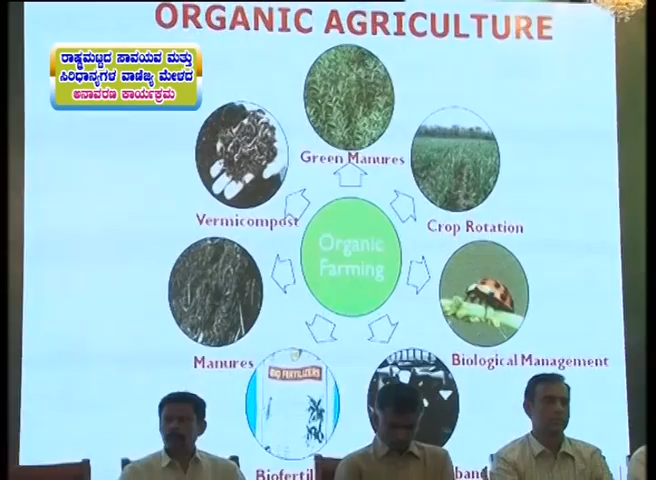 ORGANIC AGRICULTURE
ರಾಷ್ಟ್ರಮಟ್ಟದ ಸಾವಯವ ಮತ್ತು
ಸಿರಿಧಾನ್ಯಗಳ ವಾಣಿಜ್ಯ ಮೇಳದ
ಅನಾವರಣ ಕಾರ್ಯಕ್ರಮ
Green Manures
Vermicompost
Crop Rotation
Organic
Farming
Manures
Biological Management
BIO FERTILIZERS